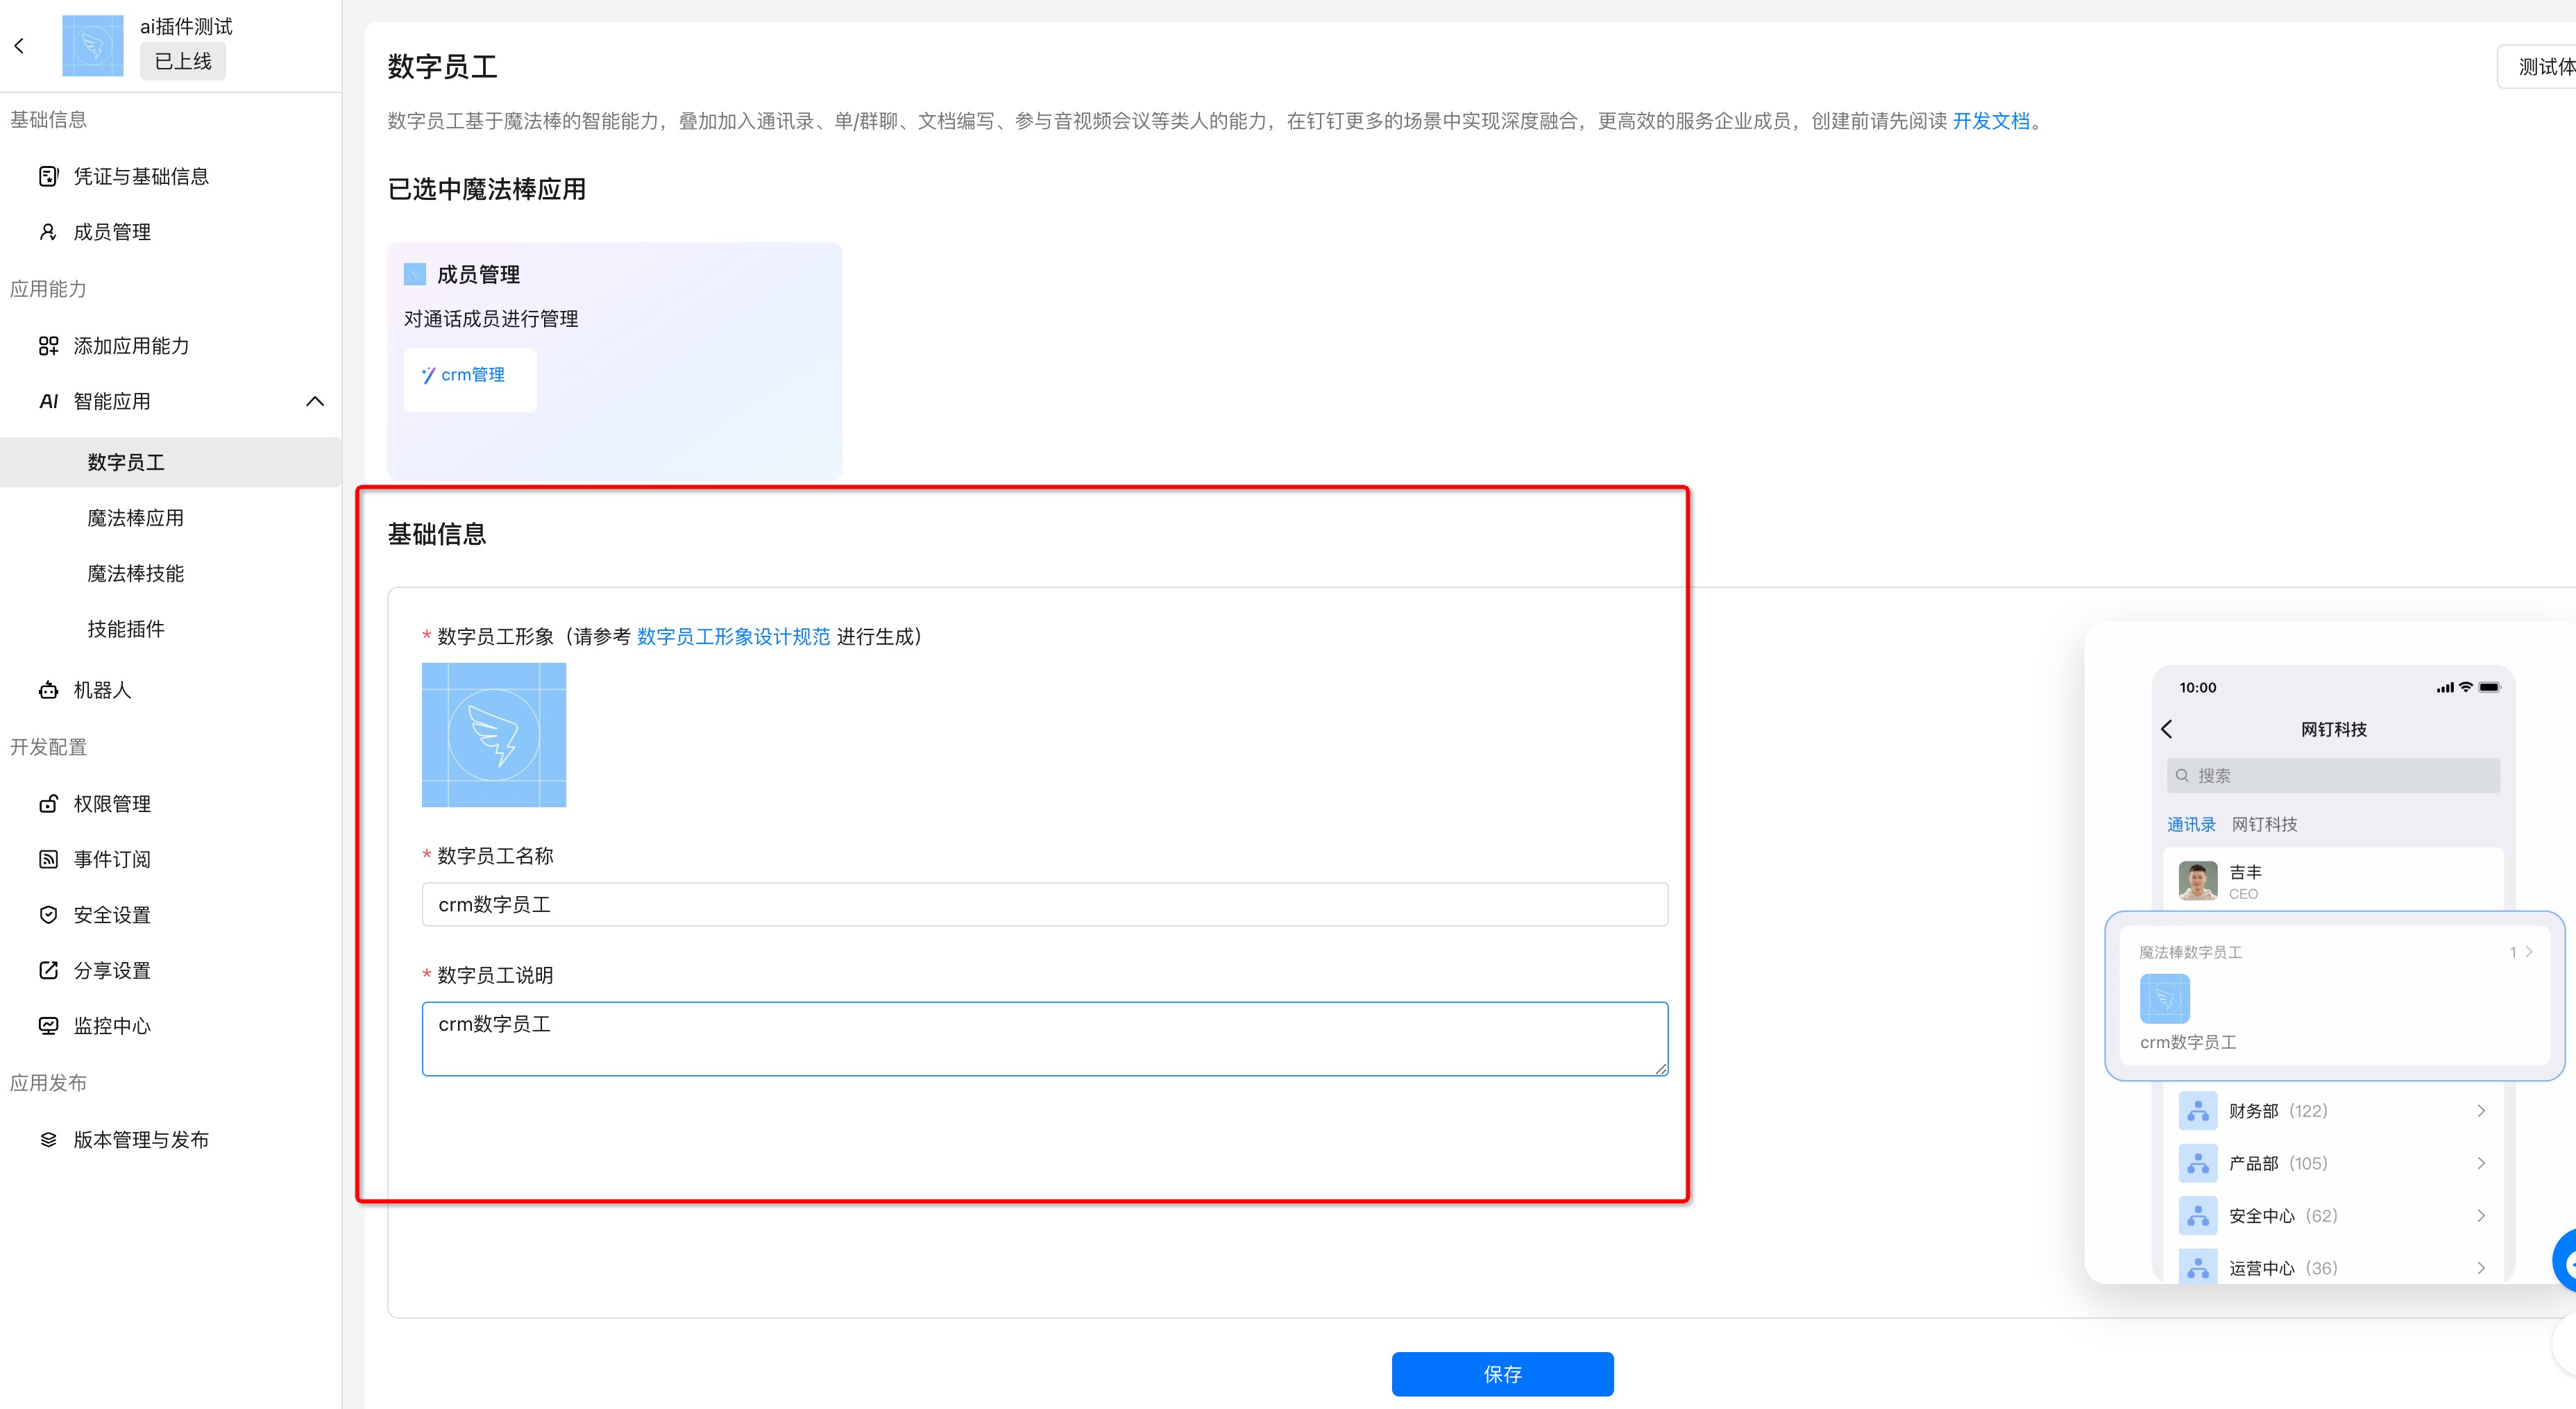 ai插件测试
已上线
基础信息
凭证与基础信息
成员管理
应用能力
添加应用能力
AI 智能应用
数字员工
魔法棒应用
魔法棒技能
技能插件
机器人
开发配置
权限管理
事件订阅
安全设置
分享设置
监控中心
应用发布
版本管理与发布
数字员工
测试体
数字员工基于魔法棒的智能能力，叠加加入通讯录、单/群聊、文档编写、参与音视频会议等类人的能力，在钉钉更多的场景中实现深度融合，更高效的服务企业成员，创建前请先阅读 开发文档。
已选中魔法棒应用
成员管理
对通话成员进行管理
crm管理
基础信息
* 数字员工形象（请参考 数字员工形象设计规范 进行生成）
* 数字员工名称
crm数字员工
* 数字员工说明
crm数字员工
10:00
网钉科技
搜索
通讯录 网钉科技
吉丰
CEO
魔法棒数字员工 1
crm数字员工
财务部（122）
产品部（105）
安全中心（62）
运营中心（36）
保存